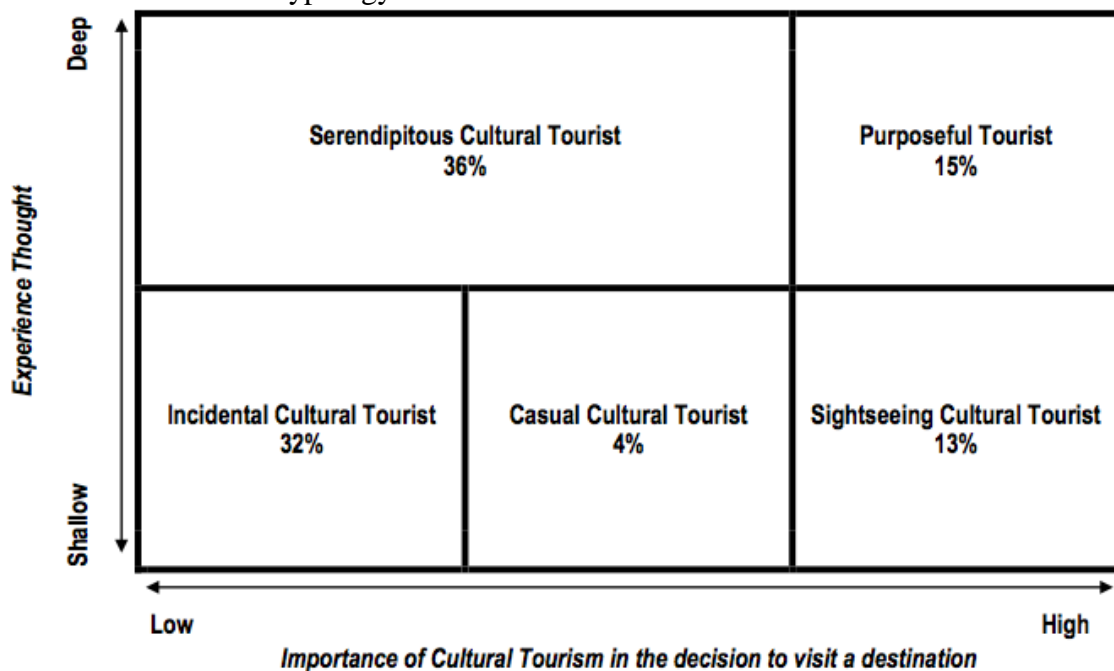 Deep
Serendipitous Cultural Tourist
36%
Purposeful Tourist
15%
Experience Thought
Incidental Cultural Tourist
32%
Casual Cultural Tourist
4%
Sightseeing Cultural Tourist
13%
Shallow
Low
High
Importance of Cultural Tourism in the decision to visit a destination